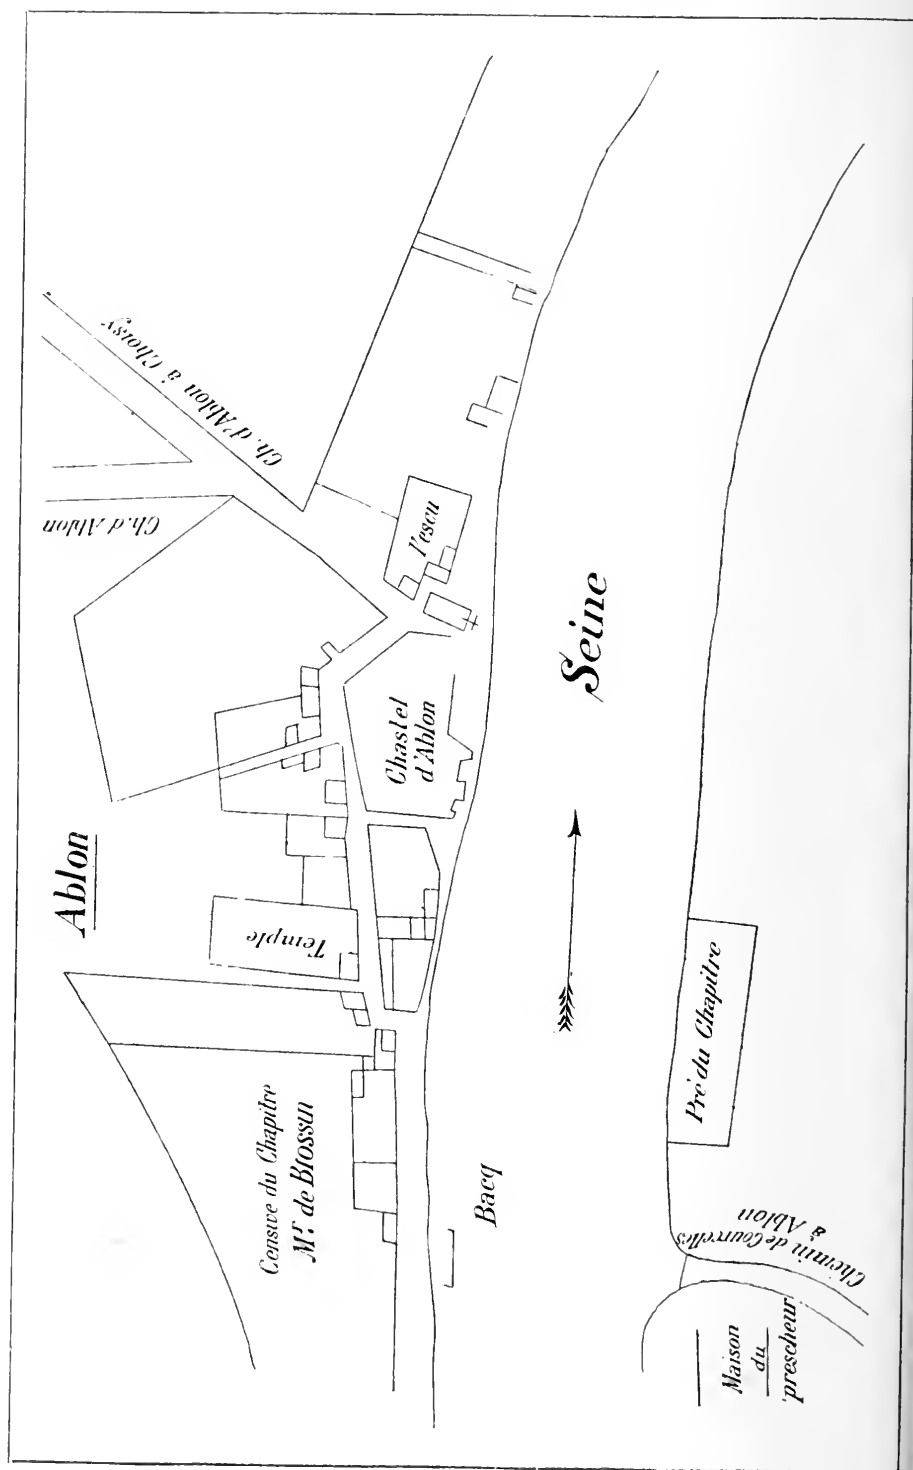 Ablon
Ch. d'Ablon à Choisy
Ch. d'Ablon
l'escu
Chastel
d'Ablon
Temple
Seine
Censive du Chapitre
Mr. de Blossin
Bacq
Pré du Chapitre
Chemin de Courcelles
à Ablon
Maison
du
prescheur